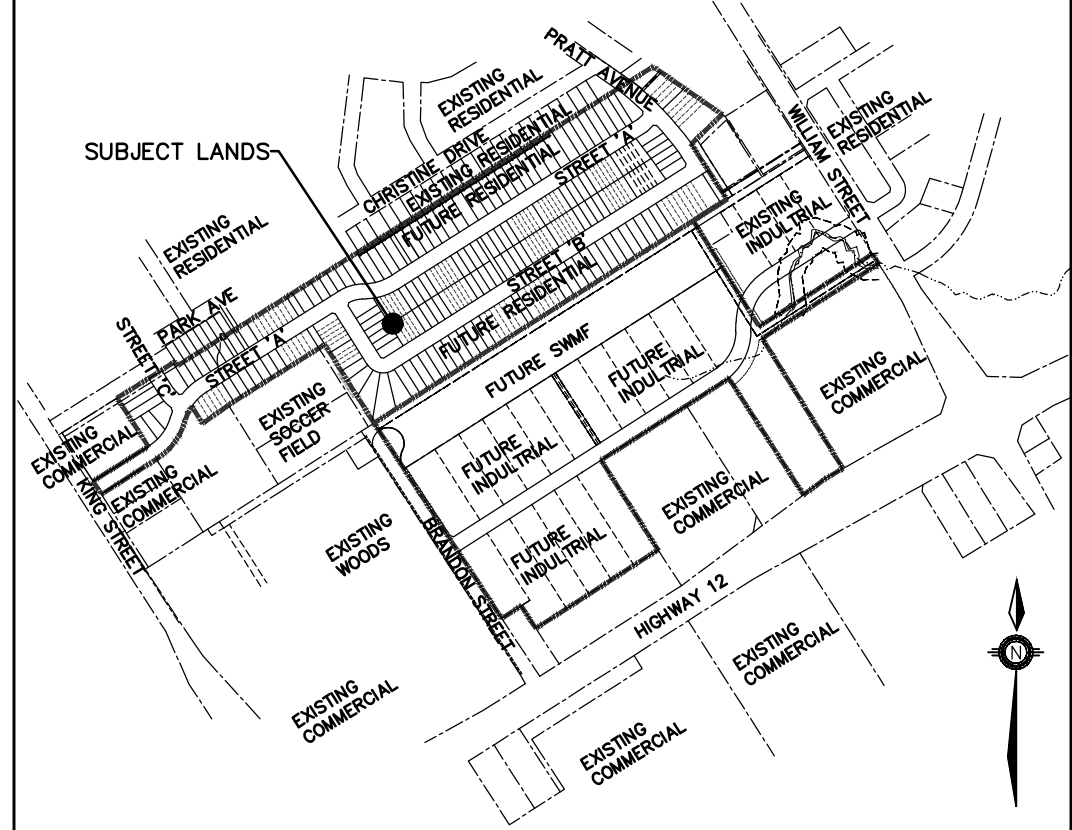 PRATT AVENUE
EXISTING
RESIDENTIAL
WILLIAM STREET
EXISTING
RESIDENTIAL
SUBJECT LANDS
CHRISTINE DRIVE
EXISTING RESIDENTIAL
FUTURE RESIDENTIAL
STREET 'A'
EXISTING
RESIDENTIAL
EXISTING
INDULTRIAL
STREET 'B'
FUTURE RESIDENTIAL
PARK AVE
STREET 'C'
STREET 'A'
FUTURE SWMF
FUTURE
INDULTRIAL
EXISTING
COMMERCIAL
EXISTING
SOCCER
FIELD
EXISTING
COMMERCIAL
EXISTING
COMMERCIAL
KING STREET
FUTURE
INDULTRIAL
EXISTING
COMMERCIAL
EXISTING
WOODS
BRANDON STREET
FUTURE
INDULTRIAL
HIGHWAY 12
EXISTING
COMMERCIAL
N
EXISTING
COMMERCIAL
EXISTING
COMMERCIAL